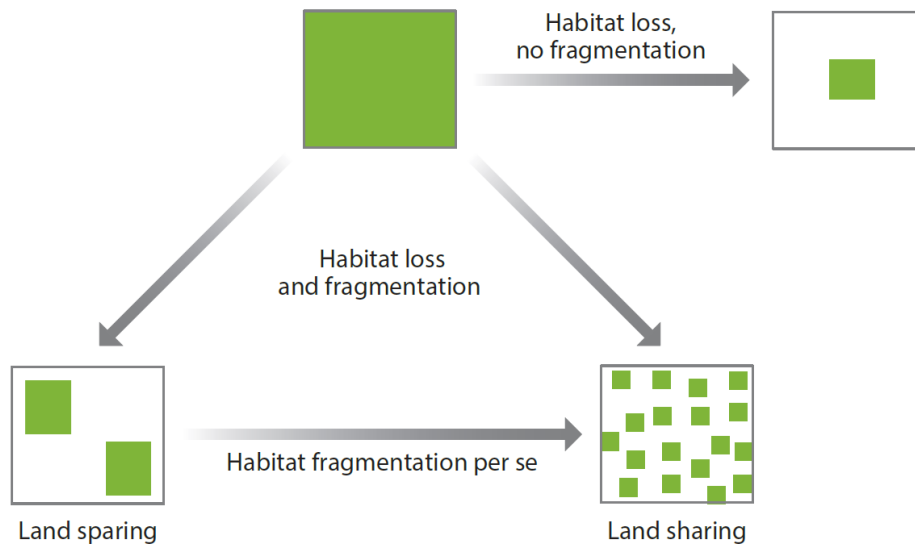 Habitat loss,
no fragmentation
Habitat loss
and fragmentation
Habitat fragmentation per se
Land sparing
Land sharing